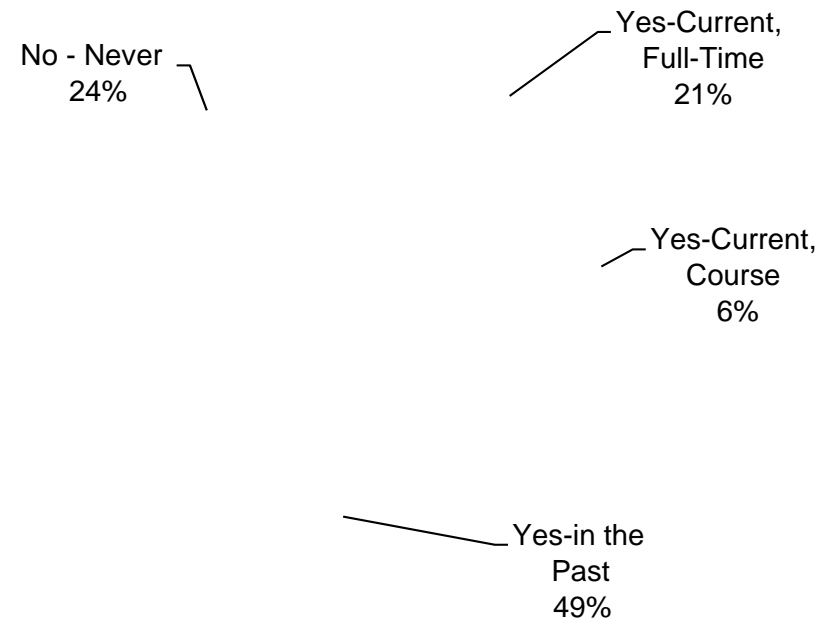 Yes-Current,
Full-Time
21%
No - Never
24%
Yes-Current,
Course
6%
Yes-in the
Past
49%